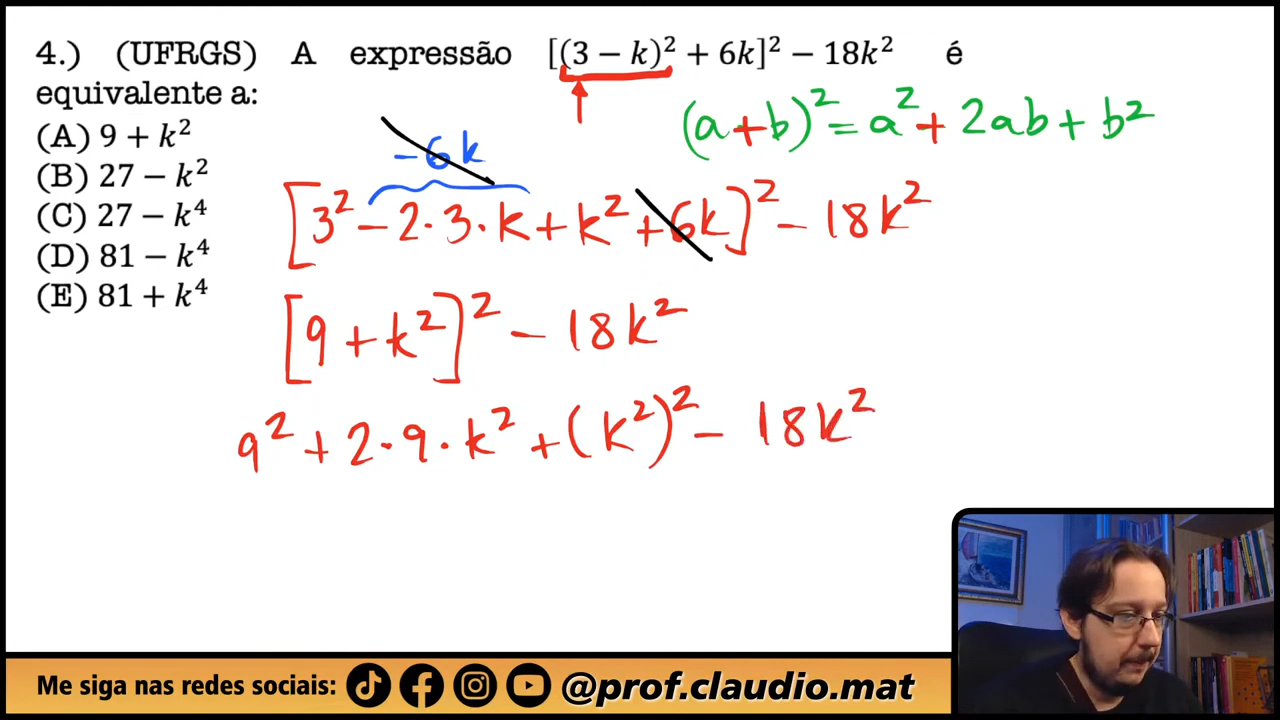 4.) (UFRGS) A expressão [(3 − k)² + 6k]² − 18k² é
equivalente a:
(A) 9 + k²
(B) 27 − k²
(C) 27 − k⁴
(D) 81 − k⁴
(E) 81 + k⁴
(a+b)² = a² + 2ab + b²
−6k
[3² − 2·3·k + k² + 6k]² − 18k²
[9 + k²]² − 18k²
9² + 2·9·k² + (k²)² − 18k²
Me siga nas redes sociais: @prof.claudio.mat